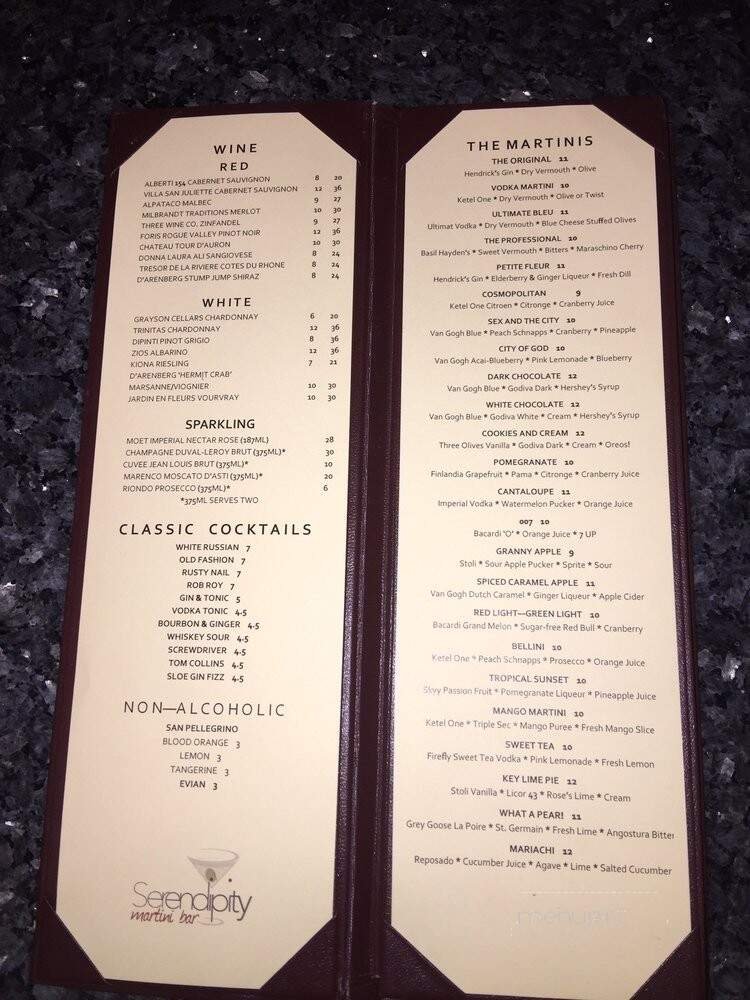 WINE
RED
ALBERTI 154 CABERNET SAUVIGNON 8 20
VILLA SAN JULIETTE CABERNET SAUVIGNON 12 36
ALPATACO MALBEC 9 27
MILBRANDT TRADITIONS MERLOT 10 30
THREE WINE CO. ZINFANDEL 9 27
FORIS ROGUE VALLEY PINOT NOIR 12 36
CHATEAU TOUR D'AURON 10 30
DONNA LAURA ALI SANGIOVESE 8 24
TRESOR DE LA RIVIERE COTES DU RHONE 8 24
D'ARENBERG STUMP JUMP SHIRAZ 8 24
WHITE
GRAYSON CELLARS CHARDONNAY 6 20
TRINITAS CHARDONNAY 12 36
DIPINTI PINOT GRIGIO 8 36
ZIOS ALBARINO 12 36
KIONA RIESLING 7 21
D'ARENBERG 'HERMIT CRAB'
MARSANNE/VIOGNIER 10 30
JARDIN EN FLEURS VOURVRAY 10 30
SPARKLING
MOET IMPERIAL NECTAR ROSE (187ML) 28
CHAMPAGNE DUVAL-LEROY BRUT (375ML)* 30
CUVEE JEAN LOUIS BRUT (375ML)* 10
MARENCO MOSCATO D'ASTI (375ML)* 20
RIONDO PROSECCO (375ML)* 6
*375ML SERVES TWO
CLASSIC COCKTAILS
WHITE RUSSIAN 7
OLD FASHION 7
RUSTY NAIL 7
ROB ROY 7
GIN & TONIC 5
VODKA TONIC 4.5
BOURBON & GINGER 4.5
WHISKEY SOUR 4.5
SCREWDRIVER 4.5
TOM COLLINS 4.5
SLOE GIN FIZZ 4.5
NON—ALCOHOLIC
SAN PELLEGRINO
BLOOD ORANGE 3
LEMON 3
TANGERINE 3
EVIAN 3
Serendipity
martini bar
THE MARTINIS
THE ORIGINAL 11
Hendrick's Gin * Dry Vermouth * Olive
VODKA MARTINI 10
Ketel One * Dry Vermouth * Olive or Twist
ULTIMATE BLEU 11
Ultimat Vodka * Dry Vermouth * Blue Cheese Stuffed Olives
THE PROFESSIONAL 10
Basil Hayden's * Sweet Vermouth * Bitters * Maraschino Cherry
PETITE FLEUR 11
Hendrick's Gin * Elderberry & Ginger Liqueur * Fresh Dill
COSMOPOLITAN 9
Ketel One Citroen * Citronge * Cranberry Juice
SEX AND THE CITY 10
Van Gogh Blue * Peach Schnapps * Cranberry * Pineapple
CITY OF GOD 10
Van Gogh Acai-Blueberry * Pink Lemonade * Blueberry
DARK CHOCOLATE 12
Van Gogh Blue * Godiva Dark * Hershey's Syrup
WHITE CHOCOLATE 12
Van Gogh Blue * Godiva White * Cream * Hershey's Syrup
COOKIES AND CREAM 12
Three Olives Vanilla * Godiva Dark * Cream * Oreos!
POMEGRANATE 10
Finlandia Grapefruit * Pama * Citronge * Cranberry Juice
CANTALOUPE 11
Imperial Vodka * Watermelon Pucker * Orange Juice
007 10
Bacardi 'O' * Orange Juice * 7 UP
GRANNY APPLE 9
Stoli * Sour Apple Pucker * Sprite * Sour
SPICED CARAMEL APPLE 11
Van Gogh Dutch Caramel * Ginger Liqueur * Apple Cider
RED LIGHT—GREEN LIGHT 10
Bacardi Grand Melon * Sugar-free Red Bull * Cranberry
BELLINI 10
Ketel One * Peach Schnapps * Prosecco * Orange Juice
TROPICAL SUNSET 10
Skyy Passion Fruit * Pomegranate Liqueur * Pineapple Juice
MANGO MARTINI 10
Ketel One * Triple Sec * Mango Puree * Fresh Mango Slice
SWEET TEA 10
Firefly Sweet Tea Vodka * Pink Lemonade * Fresh Lemon
KEY LIME PIE 12
Stoli Vanilla * Licor 43 * Rose's Lime * Cream
WHAT A PEAR! 11
Grey Goose La Poire * St. Germain * Fresh Lime * Angostura Bitter
MARIACHI 12
Reposado * Cucumber Juice * Agave * Lime * Salted Cucumber